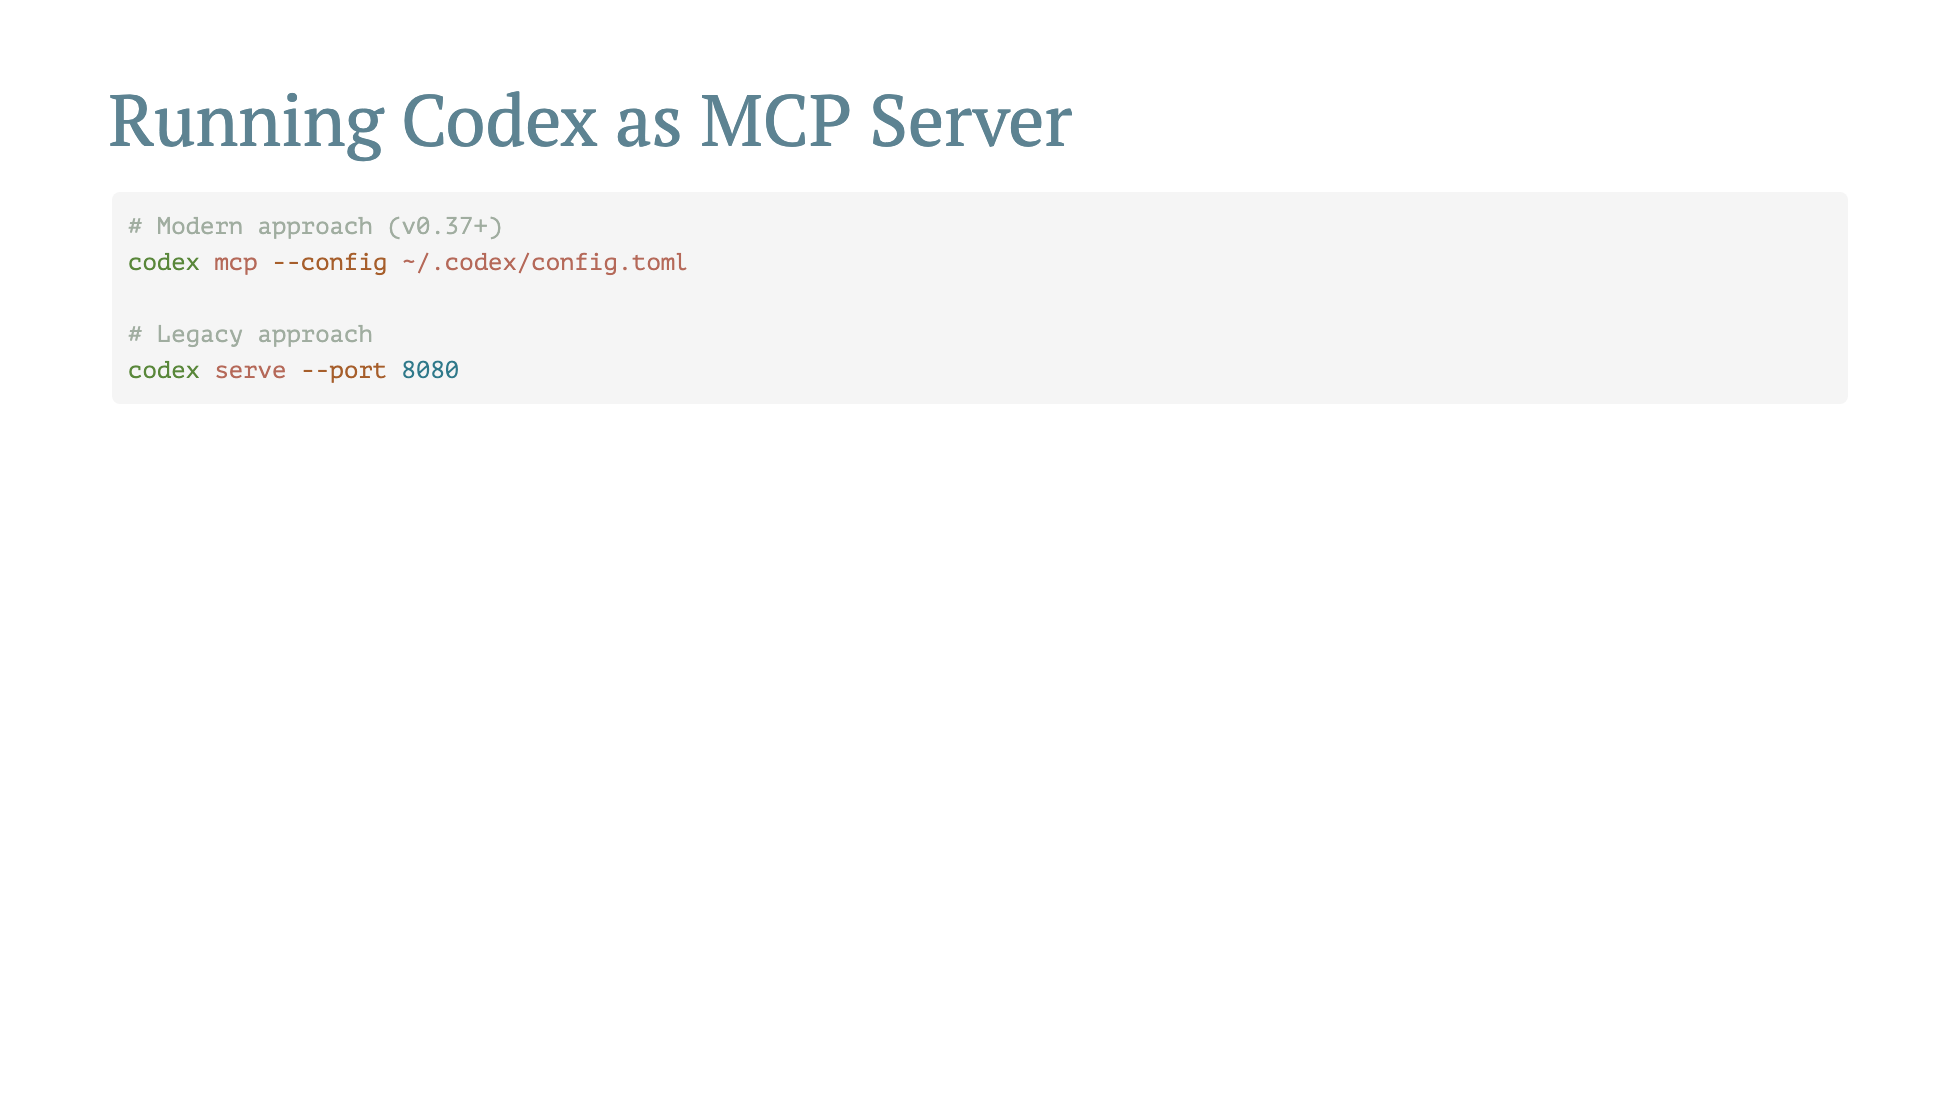 Running Codex as MCP Server
# Modern approach (v0.37+)
codex mcp --config ~/.codex/config.toml
# Legacy approach
codex serve --port 8080